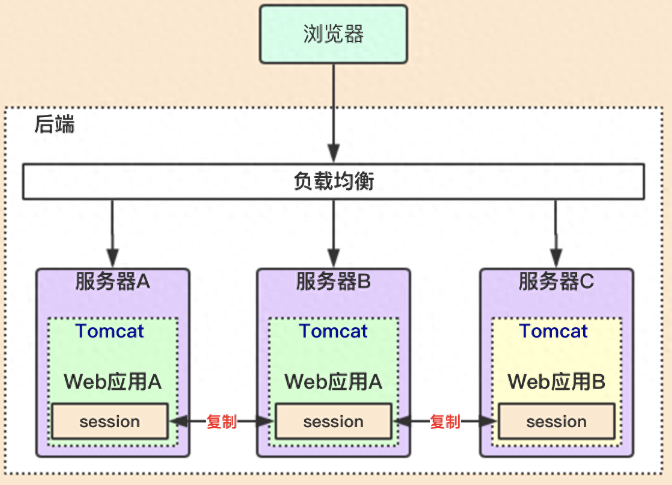 浏览器
后端
负载均衡
服务器A
服务器B
服务器C
Tomcat
Tomcat
Tomcat
Web应用A
Web应用A
Web应用B
session
复制
session
复制
session